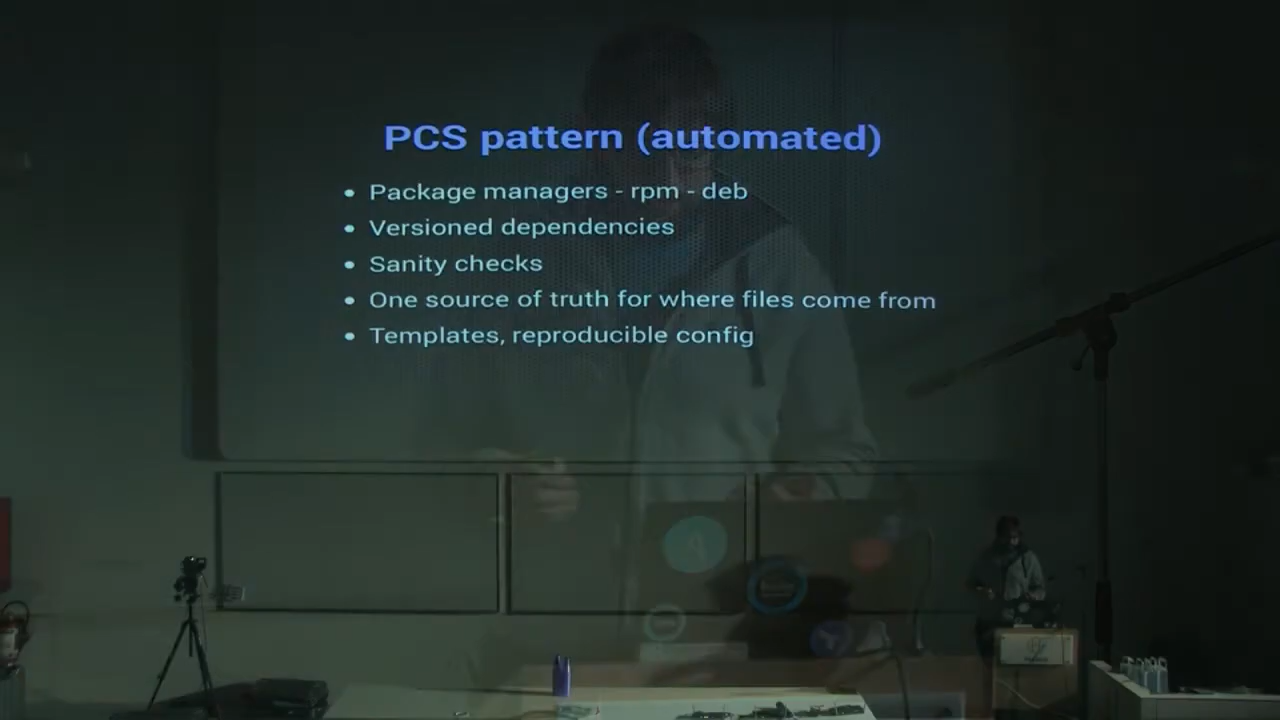 PCS pattern (automated)
• Package managers - rpm - deb
• Versioned dependencies
• Sanity checks
• One source of truth for where files come from
• Templates, reproducible config